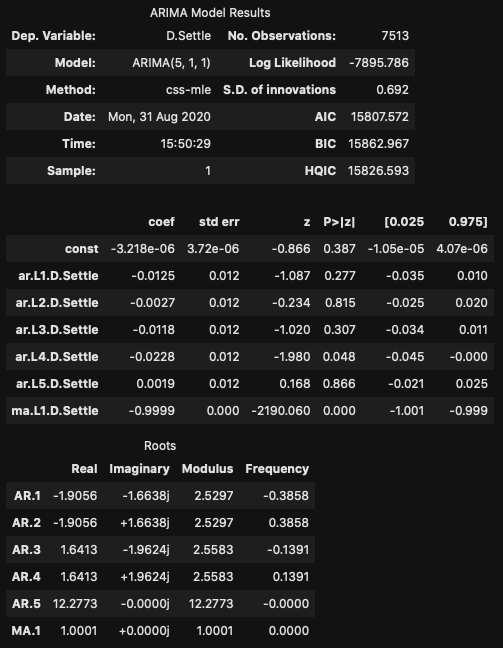 ARIMA Model Results
Dep. Variable: D.Settle No. Observations: 7513
Model: ARIMA(5, 1, 1) Log Likelihood -7895.786
Method: css-mle S.D. of innovations 0.692
Date: Mon, 31 Aug 2020 AIC 15807.572
Time: 15:50:29 BIC 15862.967
Sample: 1 HQIC 15826.593
coef std err z P>|z| [0.025 0.975]
const -3.218e-06 3.72e-06 -0.866 0.387 -1.05e-05 4.07e-06
ar.L1.D.Settle -0.0125 0.012 -1.087 0.277 -0.035 0.010
ar.L2.D.Settle -0.0027 0.012 -0.234 0.815 -0.025 0.020
ar.L3.D.Settle -0.0118 0.012 -1.020 0.307 -0.034 0.011
ar.L4.D.Settle -0.0228 0.012 -1.980 0.048 -0.045 -0.000
ar.L5.D.Settle 0.0019 0.012 0.168 0.866 -0.021 0.025
ma.L1.D.Settle -0.9999 0.000 -2190.060 0.000 -1.001 -0.999
Roots
Real Imaginary Modulus Frequency
AR.1 -1.9056 -1.6638j 2.5297 -0.3858
AR.2 -1.9056 +1.6638j 2.5297 0.3858
AR.3 1.6413 -1.9624j 2.5583 -0.1391
AR.4 1.6413 +1.9624j 2.5583 0.1391
AR.5 12.2773 -0.0000j 12.2773 -0.0000
MA.1 1.0001 +0.0000j 1.0001 0.0000